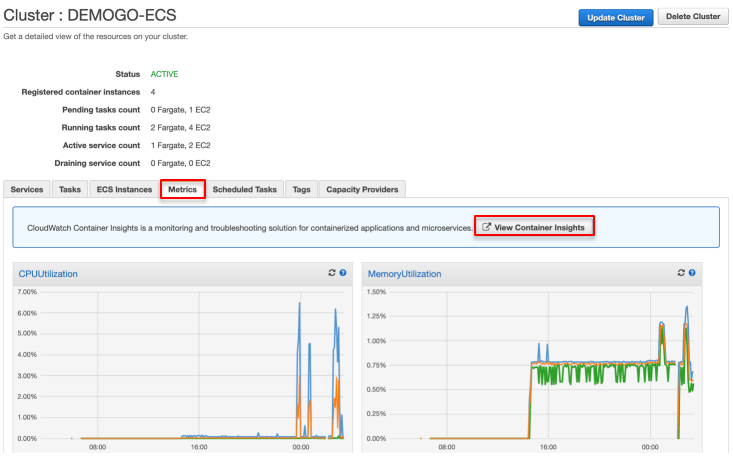 Cluster : DEMOGO-ECS
Update Cluster
Delete Cluster
Get a detailed view of the resources on your cluster.
Status ACTIVE
Registered container instances 4
Pending tasks count 0 Fargate, 1 EC2
Running tasks count 2 Fargate, 4 EC2
Active service count 1 Fargate, 2 EC2
Draining service count 0 Fargate, 0 EC2
Services Tasks ECS Instances Metrics Scheduled Tasks Tags Capacity Providers
CloudWatch Container Insights is a monitoring and troubleshooting solution for containerized applications and microservices. View Container Insights
CPUUtilization
7.00%
6.00%
5.00%
4.00%
3.00%
2.00%
1.00%
0.00%
08:00 16:00 00:00
MemoryUtilization
1.50%
1.25%
1.00%
0.75%
0.50%
0.25%
0.00%
08:00 16:00 00:00